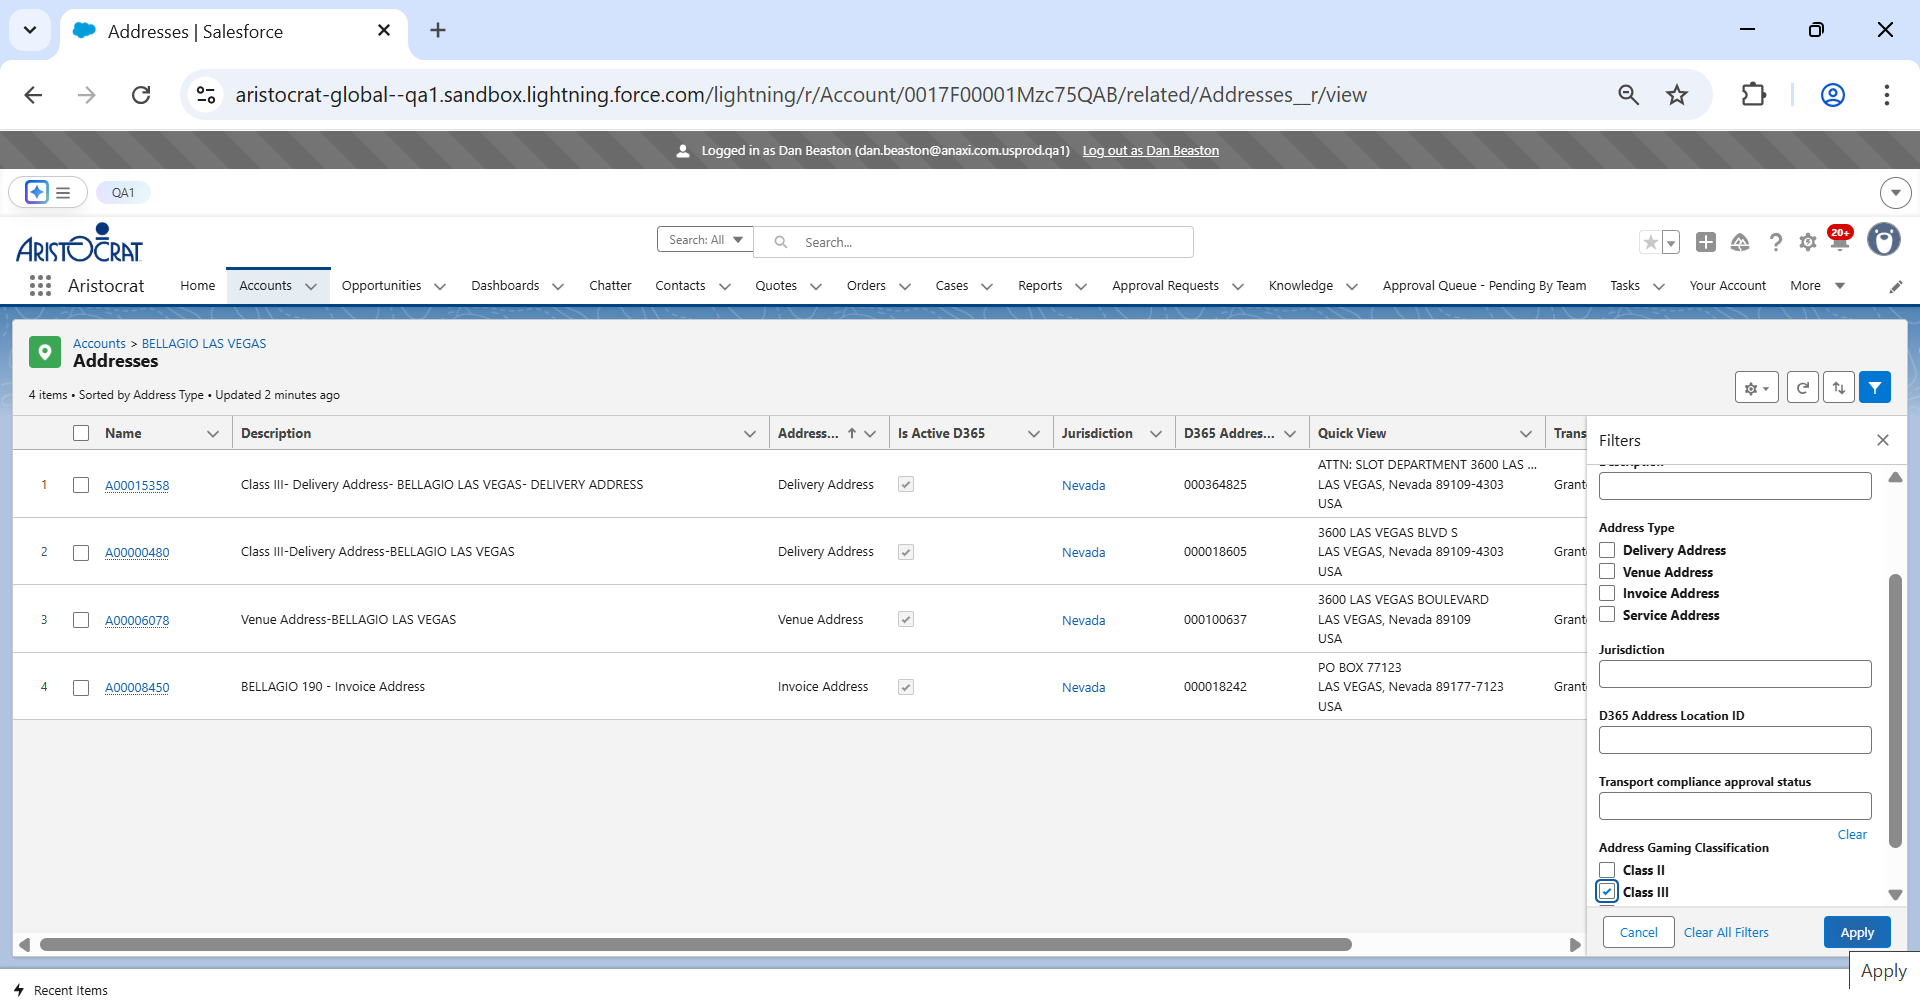 Addresses | Salesforce
aristocrat-global--qa1.sandbox.lightning.force.com/lightning/r/Account/0017F00001Mzc75QAB/related/Addresses__r/view
Logged in as Dan Beaston (dan.beaston@anaxi.com.usprod.qa1) Log out as Dan Beaston
QA1
ARISTOCRAT
Search: All Search...
20+
Aristocrat Home Accounts Opportunities Dashboards Chatter Contacts Quotes Orders Cases Reports Approval Requests Knowledge Approval Queue - Pending By Team Tasks Your Account More
Accounts > BELLAGIO LAS VEGAS
Addresses
4 items • Sorted by Address Type • Updated 2 minutes ago
Name Description Address... Is Active D365 Jurisdiction D365 Addres... Quick View Trans
1 A00015358 Class III- Delivery Address- BELLAGIO LAS VEGAS- DELIVERY ADDRESS Delivery Address Nevada 000364825 ATTN: SLOT DEPARTMENT 3600 LAS ...
LAS VEGAS, Nevada 89109-4303
USA
Grant
2 A00000480 Class III-Delivery Address-BELLAGIO LAS VEGAS Delivery Address Nevada 000018605 3600 LAS VEGAS BLVD S
LAS VEGAS, Nevada 89109-4303
USA
Grant
3 A00006078 Venue Address-BELLAGIO LAS VEGAS Venue Address Nevada 000100637 3600 LAS VEGAS BOULEVARD
LAS VEGAS, Nevada 89109
USA
Grant
4 A00008450 BELLAGIO 190 - Invoice Address Invoice Address Nevada 000018242 PO BOX 77123
LAS VEGAS, Nevada 89177-7123
USA
Grant
Filters
Description
Address Type
Delivery Address
Venue Address
Invoice Address
Service Address
Jurisdiction
D365 Address Location ID
Transport compliance approval status
Clear
Address Gaming Classification
Class II
Class III
Cancel Clear All Filters Apply
Apply
Recent Items